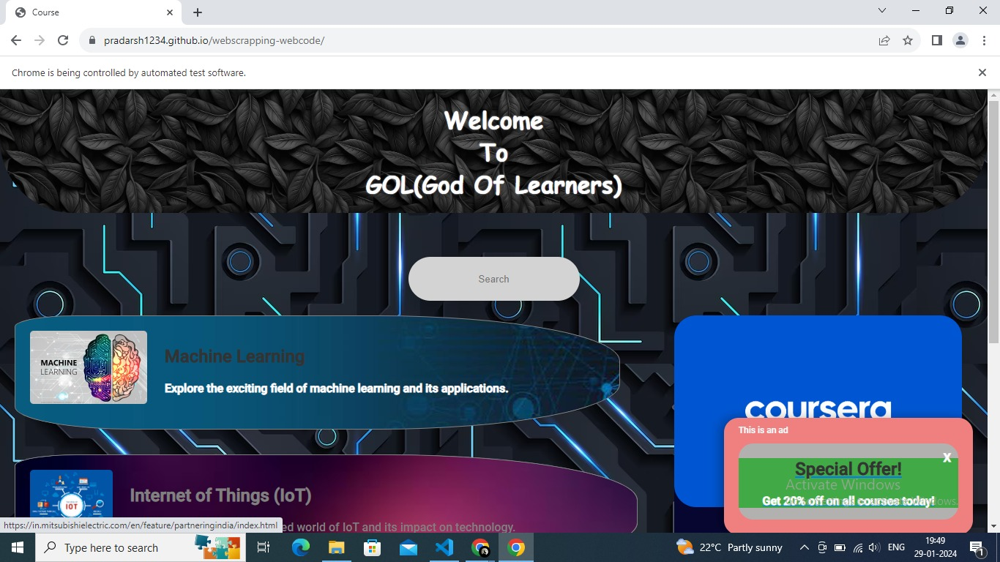 Course
pradarsh1234.github.io/webscrapping-webcode/
Chrome is being controlled by automated test software.
Welcome
To
GOL(God Of Learners)
Search
MACHINE
LEARNING
Machine Learning
Explore the exciting field of machine learning and its applications.
coursera
This is an ad
X
Special Offer!
Get 20% off on all courses today!
Activate Windows
IOT
Internet of Things (IoT)
ed world of IoT and its impact on technology.
https://in.mitsubishielectric.com/en/feature/partneringindia/index.html
Type here to search
22°C Partly sunny
ENG
19:49
29-01-2024
1